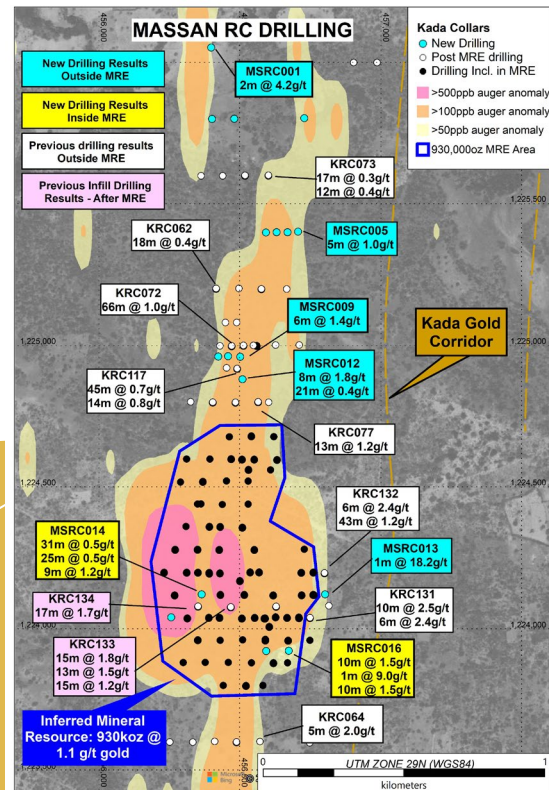 MASSAN RC DRILLING
456,000
4
457,000
New Drilling Results
Outside MRE
New Drilling Results
Inside MRE
Previous drilling results
Outside MRE
Previous Infill Drilling
Results - After MRE
Kada Collars
New Drilling
Post MRE drilling
Drilling Incl. in MRE
>500ppb auger anomaly
>100ppb auger anomaly
>50ppb auger anomaly
930,000oz MRE Area
MSRC001
2m @ 4.2g/t
KRC073
17m @ 0.3g/t
12m @ 0.4g/t
1,225,500
MSRC005
5m @ 1.0g/t
KRC062
18m @ 0.4g/t
KRC072
66m @ 1.0g/t
MSRC009
6m @ 1.4g/t
Kada Gold
Corridor
1,225,000
1,225,000
KRC117
45m @ 0.7g/t
14m @ 0.8g/t
MSRC012
8m @ 1.8g/t
21m @ 0.4g/t
KRC077
13m @ 1.2g/t
1,224,500
1,224,500
KRC132
6m @ 2.4g/t
43m @ 1.2g/t
MSRC014
31m @ 0.5g/t
25m @ 0.5g/t
9m @ 1.2g/t
MSRC013
1m @ 18.2g/t
KRC134
17m @ 1.7g/t
KRC131
10m @ 2.5g/t
6m @ 2.4g/t
1,224,000
1,224,000
KRC133
15m @ 1.8g/t
13m @ 1.5g/t
15m @ 1.2g/t
MSRC016
10m @ 1.5g/t
1m @ 9.0g/t
10m @ 1.5g/t
Inferred Mineral
Resource: 930koz @
1.1 g/t gold
KRC064
5m @ 2.0g/t
UTM ZONE 29N (WGS84)
0
kilometers
456,000
Bing